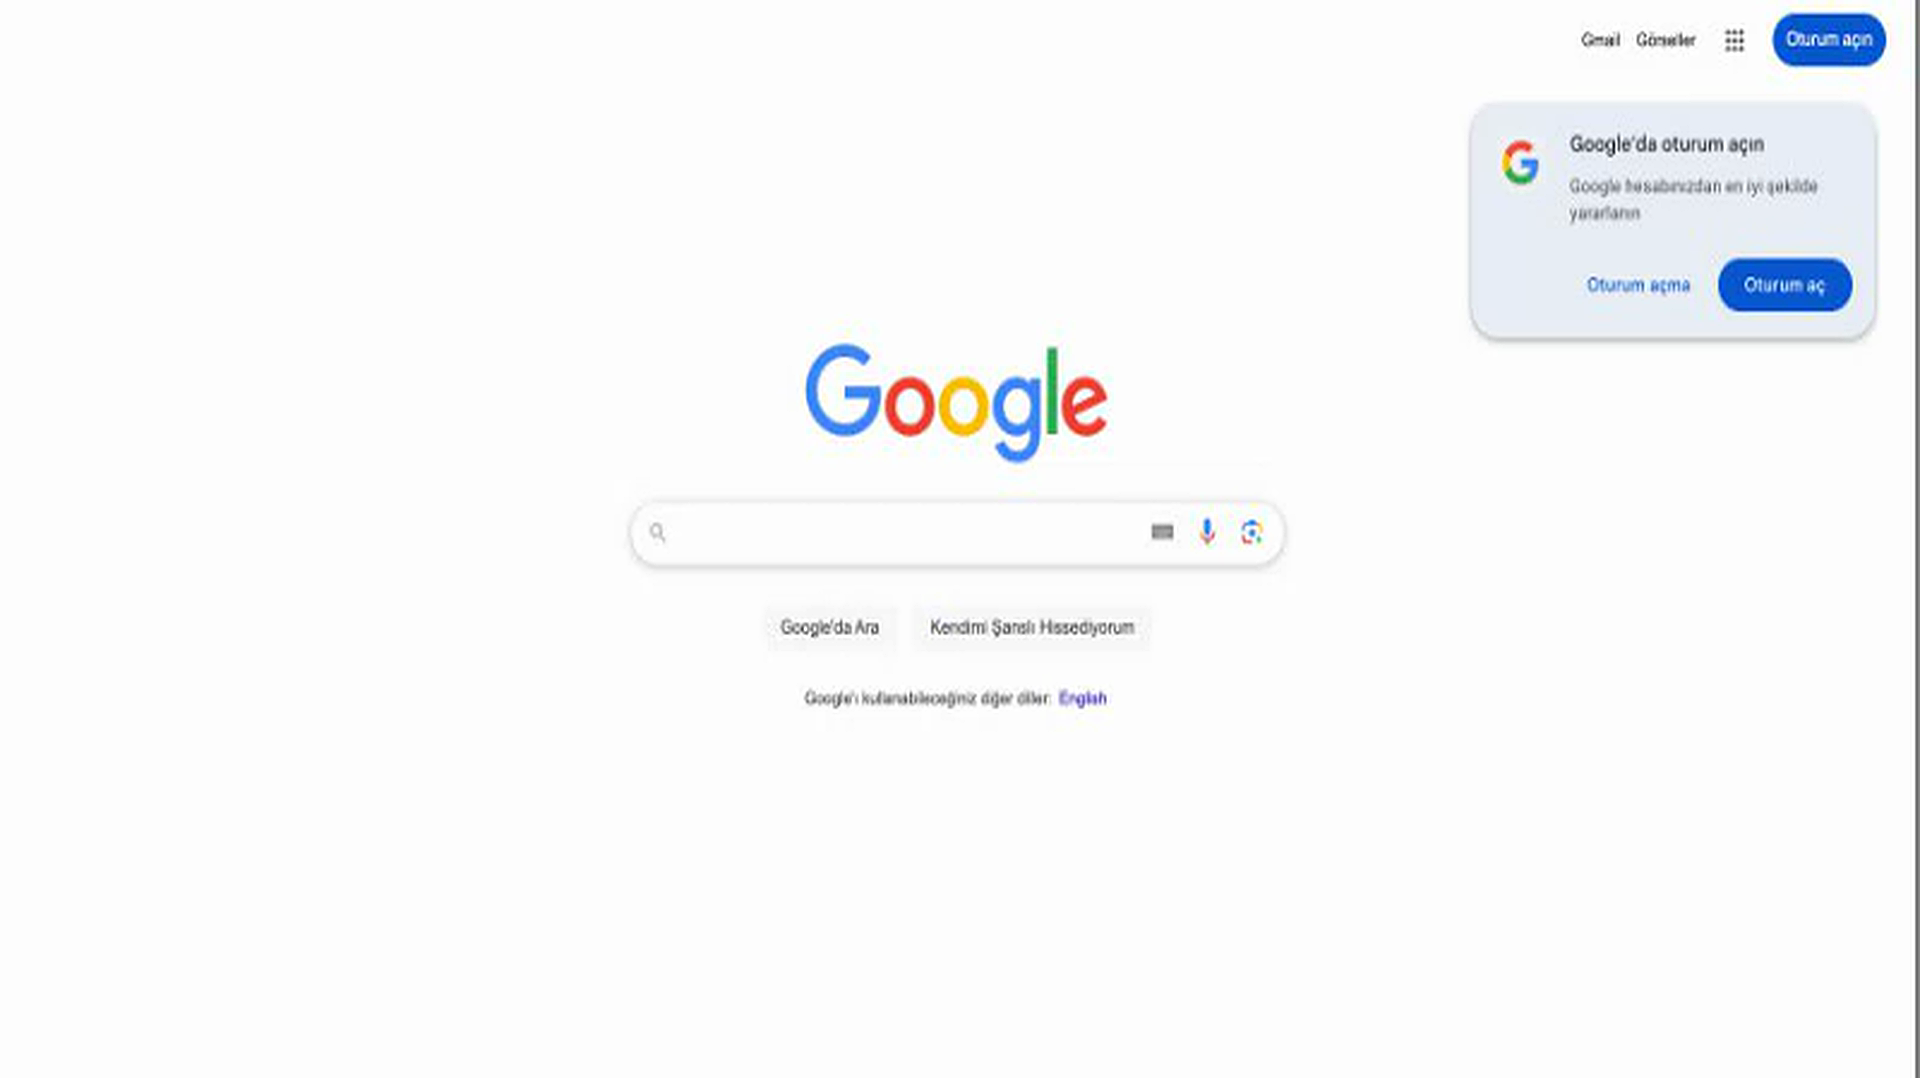 Gmail Görseller Oturum açın
Google'da oturum açın
Google hesabınızdan en iyi şekilde
yararlanın
Oturum açma Oturum aç
Google
Google'da Ara Kendimi Şanslı Hissediyorum
Google'ı kullanabileceğiniz diğer diller: English